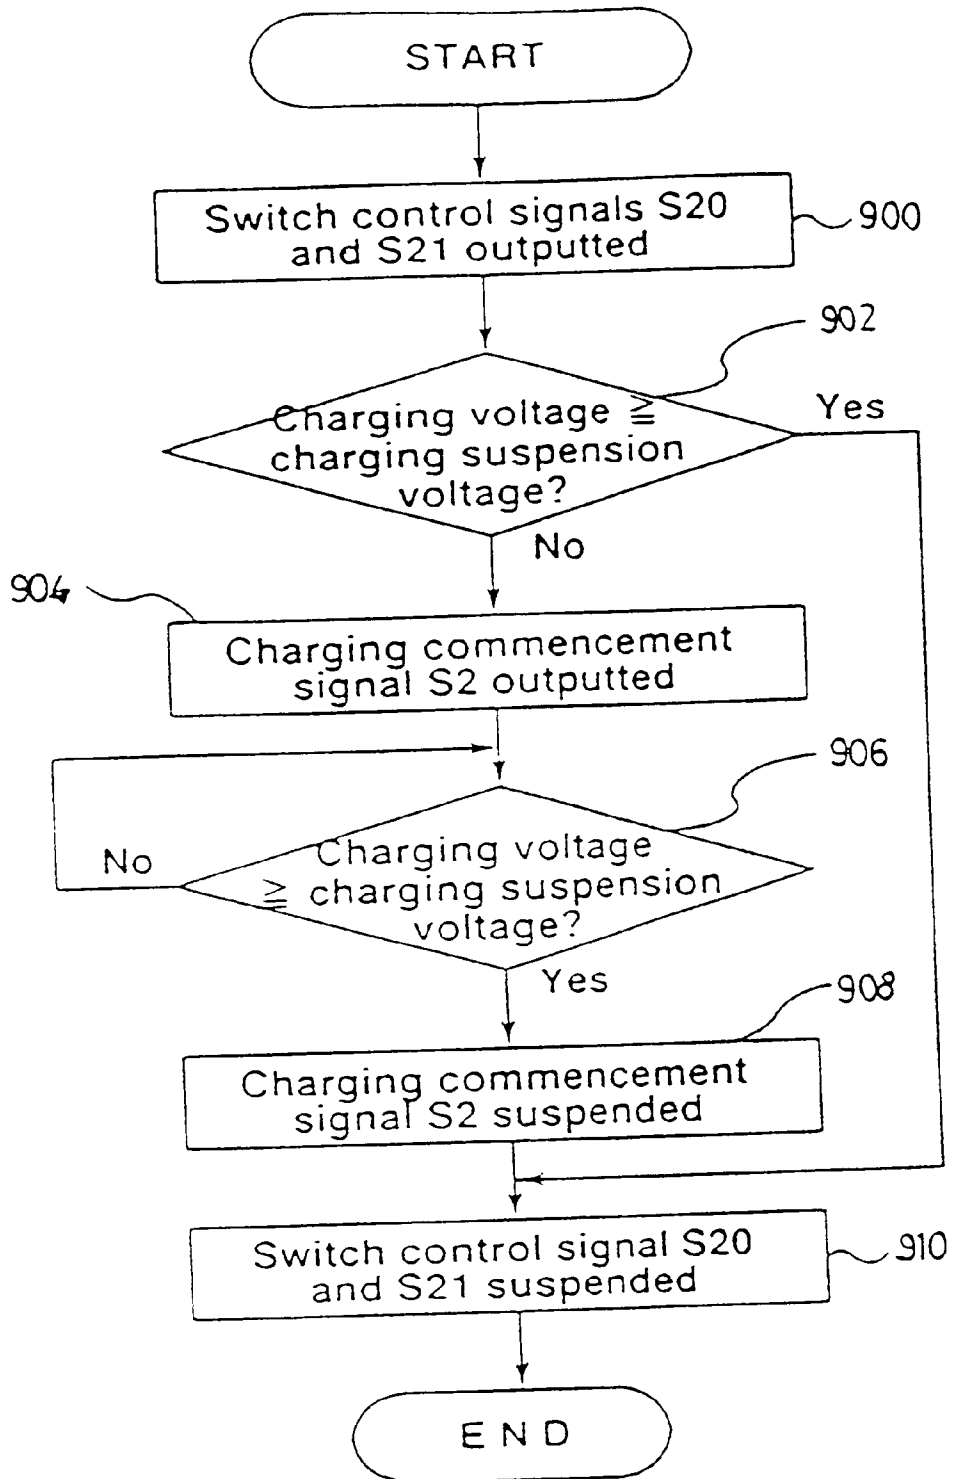 START
Switch control signals S20
and S21 outputted
900
902
Charging voltage ≧
charging suspension
voltage?
Yes
No
904
Charging commencement
signal S2 outputted
906
Charging voltage
≧ charging suspension
voltage?
No
Yes
908
Charging commencement
signal S2 suspended
Switch control signal S20
and S21 suspended
910
END